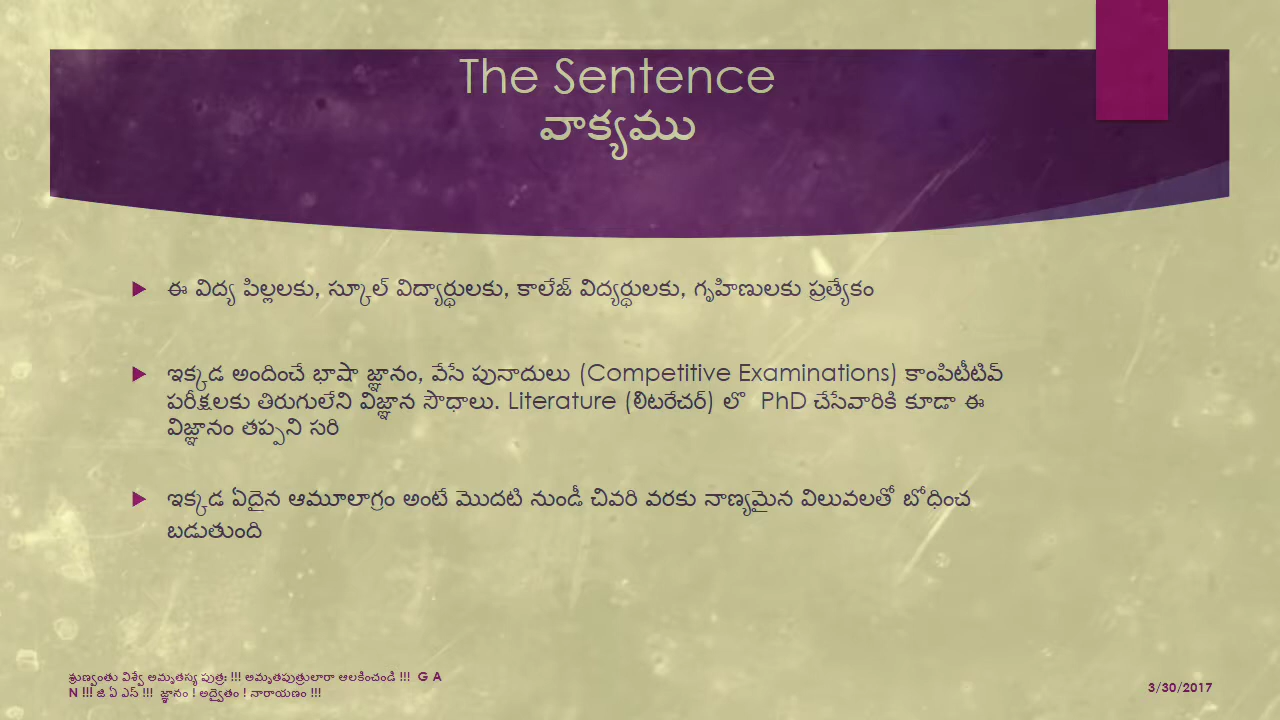 The Sentence
వాక్యము
ఈ విద్య పిల్లలకు, స్కూల్ విద్యార్థులకు, కాలేజ్ విద్యర్థులకు, గృహిణులకు ప్రత్యేకం
ఇక్కడ అందించే భాషా జ్ఞానం, వేసే పునాదులు (Competitive Examinations) కాంపిటీటివ్
పరీక్షలకు తిరుగులేని విజ్ఞాన సౌధాలు. Literature (లిటరేచర్) లొ PhD చేసేవారికి కూడా ఈ
విజ్ఞానం తప్పని సరి
ఇక్కడ ఏదైన ఆమూలాగ్రం అంటే మొదటి నుండీ చివరి వరకు నాణ్యమైన విలువలతో బోధించ
బడుతుంది
శ్రుణ్వంతు విశ్వే అమృతస్య పుత్రః !!! అమృతపుత్రులారా ఆలకించండి !!! G A
N !!! జి ఏ ఎన్ !!! జ్ఞానం ! అద్వైతం ! నారాయణం !!!
3/30/2017